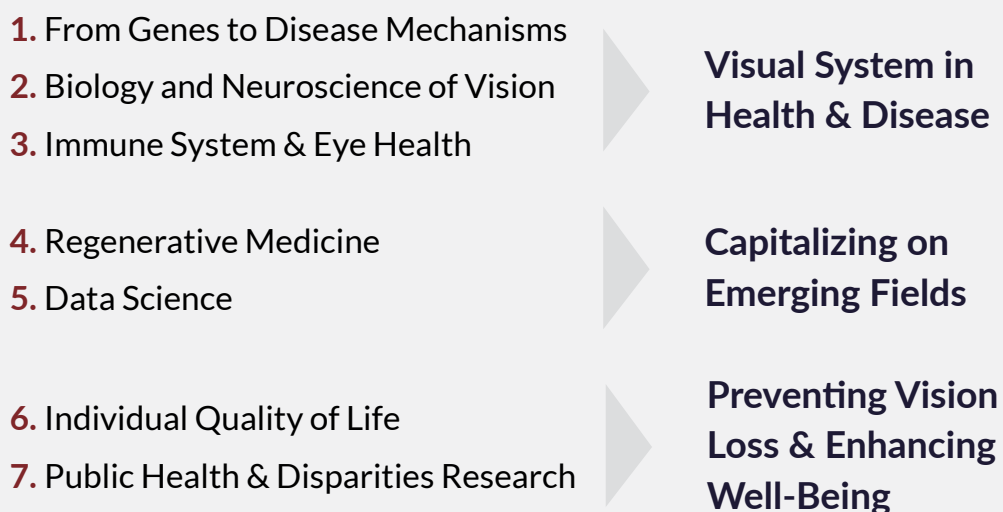 1. From Genes to Disease Mechanisms
2. Biology and Neuroscience of Vision
3. Immune System & Eye Health
Visual System in
Health & Disease
4. Regenerative Medicine
5. Data Science
Capitalizing on
Emerging Fields
6. Individual Quality of Life
7. Public Health & Disparities Research
Preventing Vision
Loss & Enhancing
Well-Being